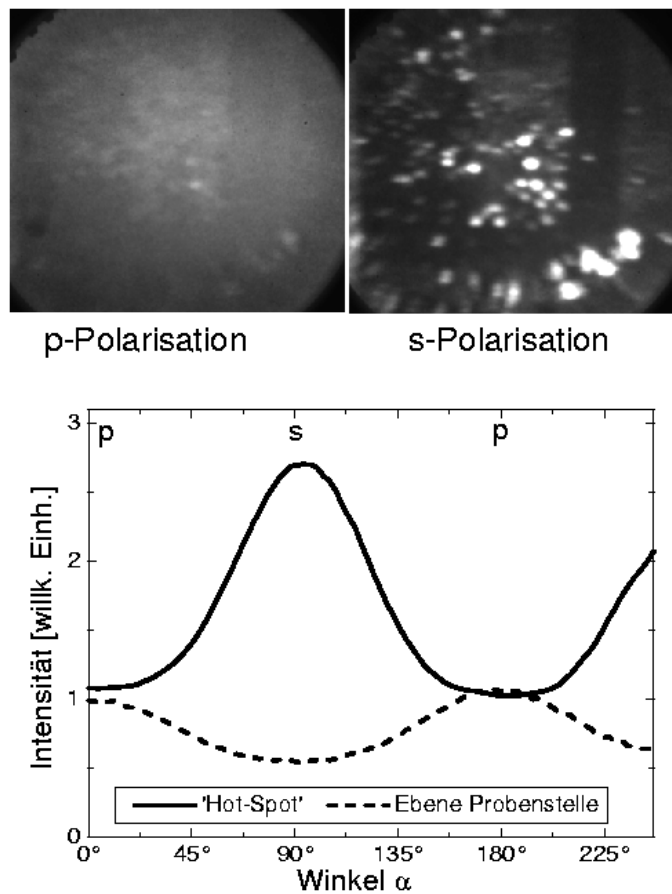 p-Polarisation
s-Polarisation
3
p
s
p
2
1
0
Intensität [willk. Einh.]
'Hot-Spot'
Ebene Probenstelle
0°
45°
90°
135°
180°
225°
Winkel α